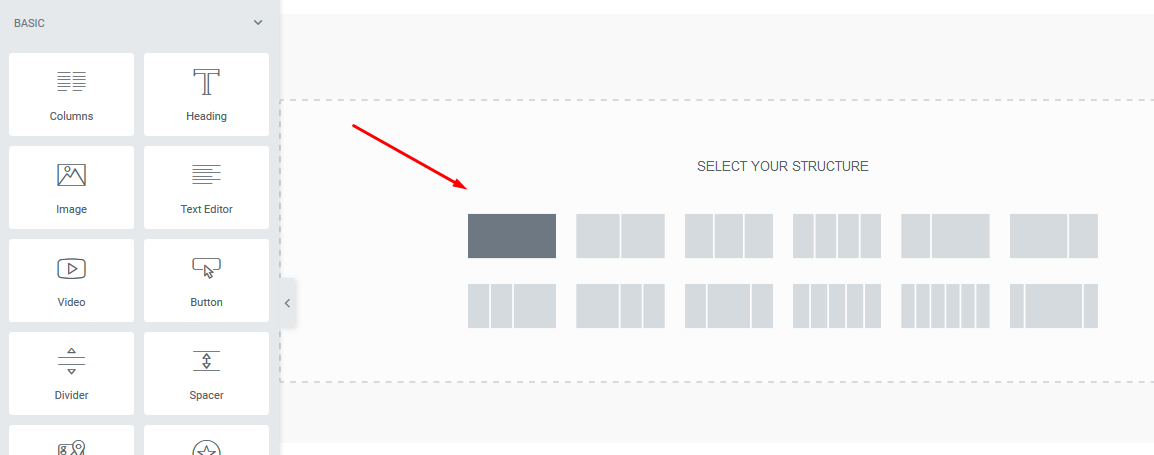 BASIC
Columns
Heading
SELECT YOUR STRUCTURE
Image
Text Editor
Video
Button
Divider
Spacer